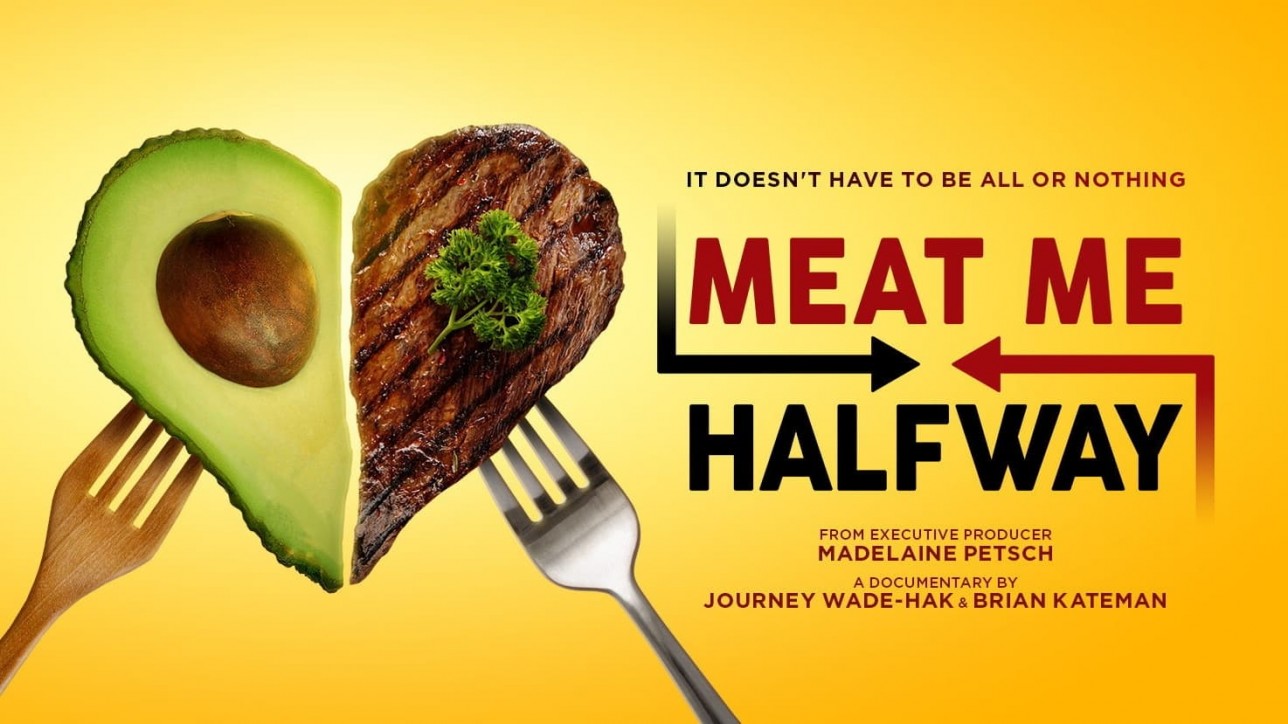 IT DOESN'T HAVE TO BE ALL OR NOTHING
MEAT ME
HALFWAY
FROM EXECUTIVE PRODUCER
MADELAINE PETSCH
A DOCUMENTARY BY
JOURNEY WADE-HAK & BRIAN KATEMAN